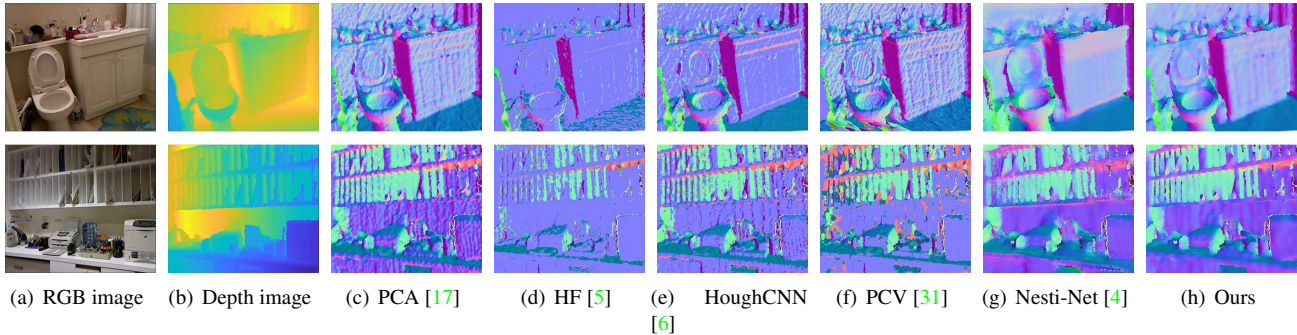 (a) RGB image (b) Depth image (c) PCA [17] (d) HF [5] (e) HoughCNN (f) PCV [31] (g) Nesti-Net [4] (h) Ours
[6]